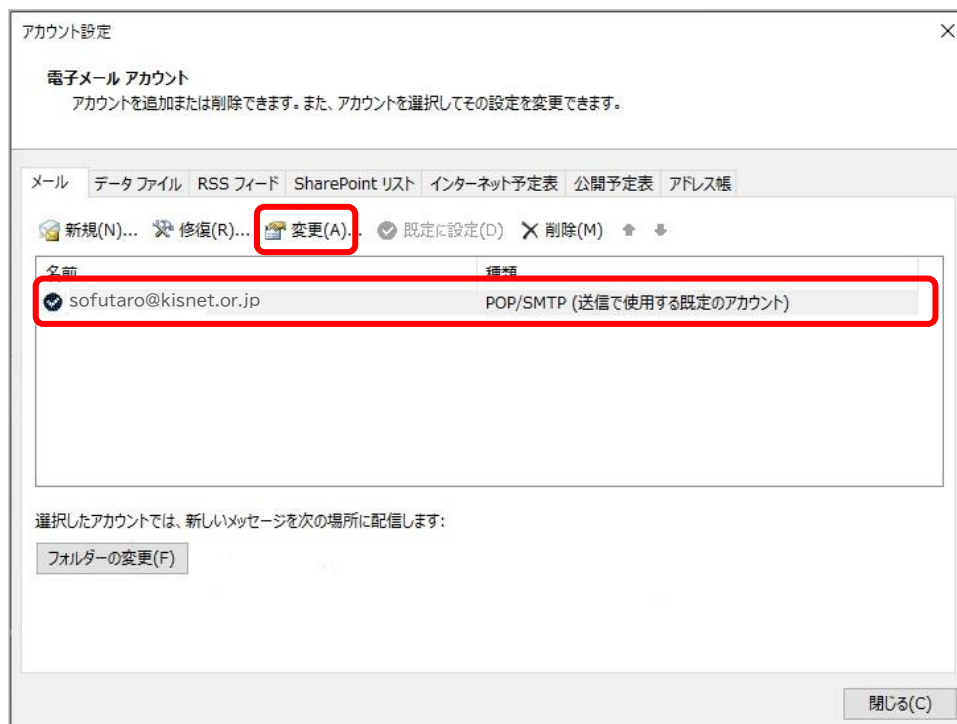 アカウント設定
電子メール アカウント
アカウントを追加または削除できます。また、アカウントを選択してその設定を変更できます。
メール データ ファイル RSS フィード SharePoint リスト インターネット予定表 公開予定表 アドレス帳
新規(N)... 修復(R)... 変更(A)... 既定に設定(D) 削除(M)
名前 種類
sofutaro@kisnet.or.jp POP/SMTP (送信で使用する既定のアカウント)
選択したアカウントでは、新しいメッセージを次の場所に配信します:
フォルダーの変更(F)
閉じる(C)